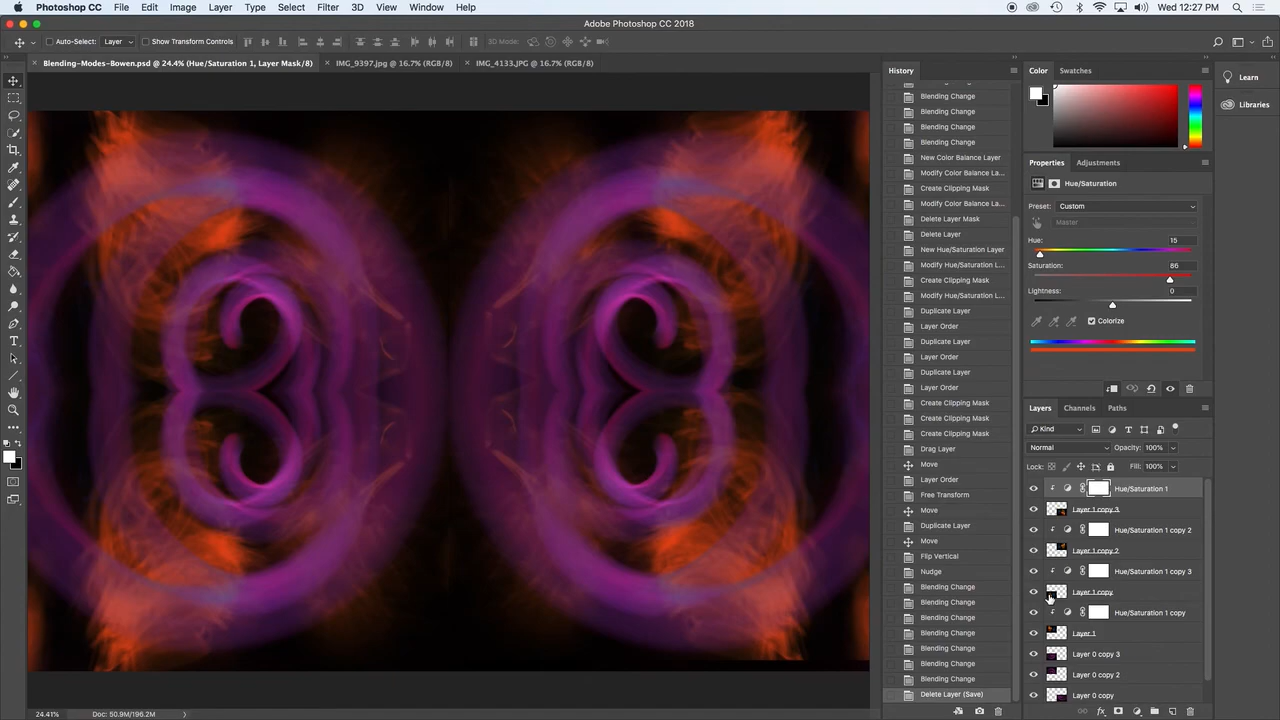 Photoshop CC File Edit Image Layer Type Select Filter 3D View Window Help Wed 12:27 PM
Adobe Photoshop CC 2018
Auto-Select: Layer Show Transform Controls 3D Mode:
Blending-Modes-Bowen.psd @ 24.4% (Hue/Saturation 1, Layer Mask/8) IMG_9397.jpg @ 16.7% (RGB/8) IMG_4133.JPG @ 16.7% (RGB/8)
History
Blending Change
Blending Change
Blending Change
Blending Change
New Color Balance Layer
Modify Color Balance La...
Create Clipping Mask
Modify Color Balance La...
Delete Layer Mask
Delete Layer
New Hue/Saturation Layer
Modify Hue/Saturation L...
Create Clipping Mask
Modify Hue/Saturation L...
Duplicate Layer
Layer Order
Duplicate Layer
Layer Order
Duplicate Layer
Layer Order
Create Clipping Mask
Create Clipping Mask
Create Clipping Mask
Drag Layer
Move
Layer Order
Free Transform
Move
Duplicate Layer
Move
Flip Vertical
Nudge
Blending Change
Blending Change
Blending Change
Blending Change
Blending Change
Blending Change
Blending Change
Delete Layer (Save)
Color Swatches
Properties Adjustments
Hue/Saturation
Preset: Custom
Master
Hue: 15
Saturation: 86
Lightness: 0
Colorize
Layers Channels Paths
Kind
Normal Opacity: 100%
Lock: Fill: 100%
Hue/Saturation 1
Layer 1 copy 3
Hue/Saturation 1 copy 2
Layer 1 copy 2
Hue/Saturation 1 copy 3
Layer 1 copy
Hue/Saturation 1 copy
Layer 1
Layer 0 copy 3
Layer 0 copy 2
Layer 0 copy
Learn
Libraries
24.41% Doc: 50.9M/196.2M